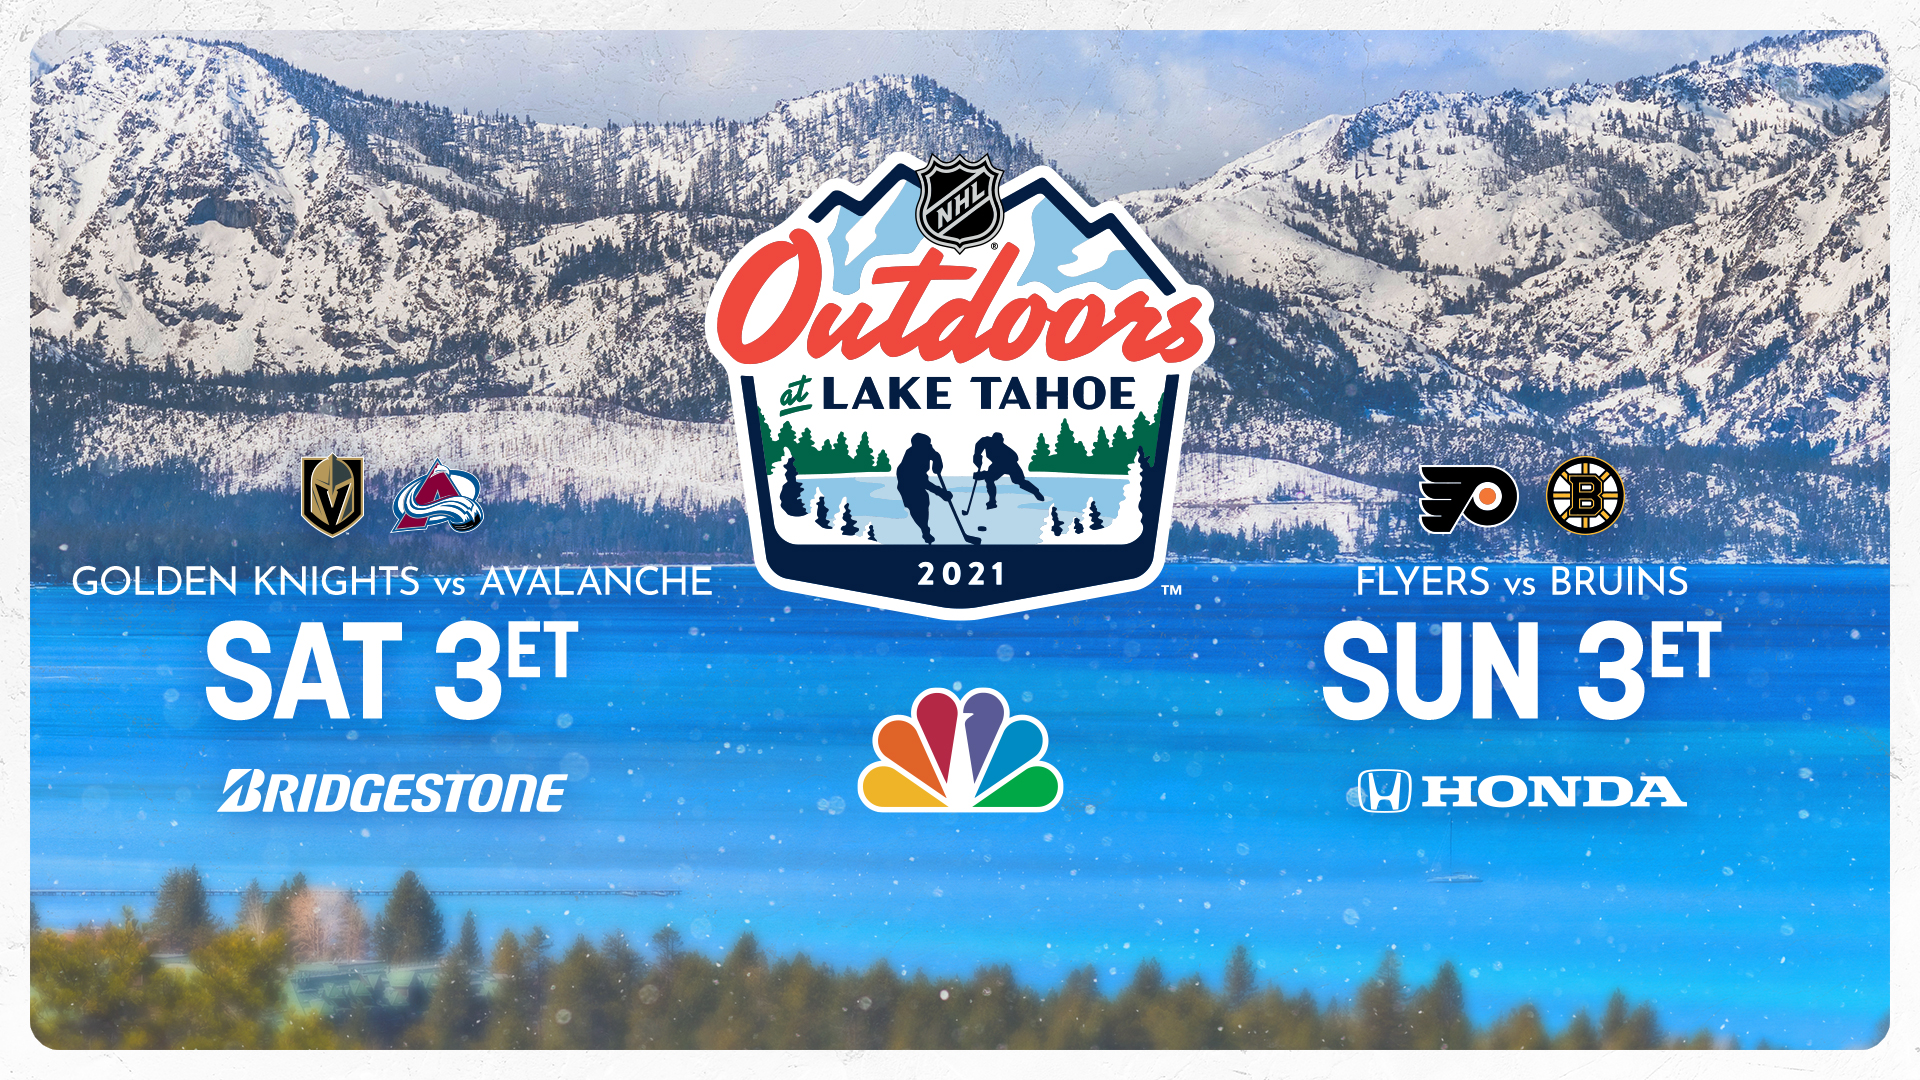 NHL
®
Outdoors
at LAKE TAHOE
2021
™
GOLDEN KNIGHTS vs AVALANCHE
SAT 3ET
BRIDGESTONE
B
FLYERS vs BRUINS
SUN 3ET
HONDA